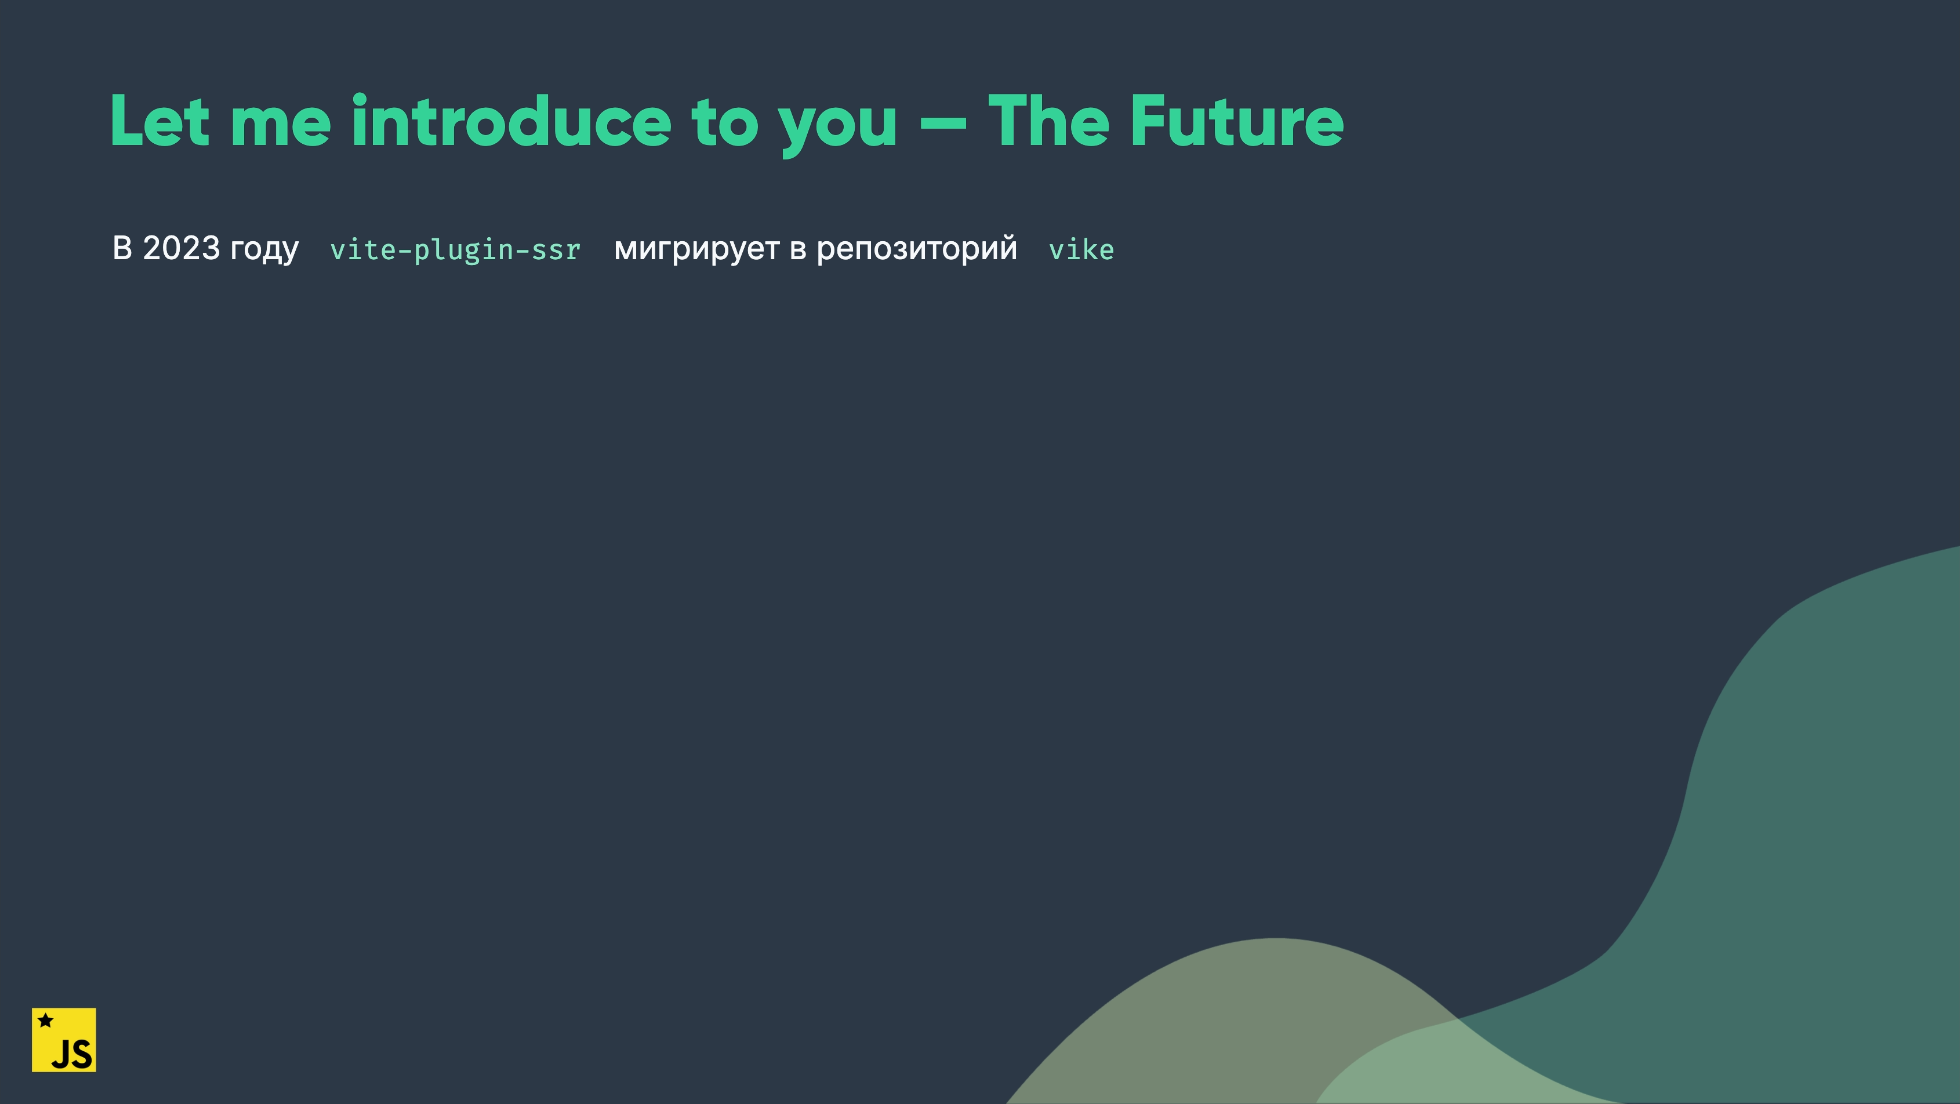 Let me introduce to you — The Future
В 2023 году vite-plugin-ssr мигрирует в репозиторий vike
JS